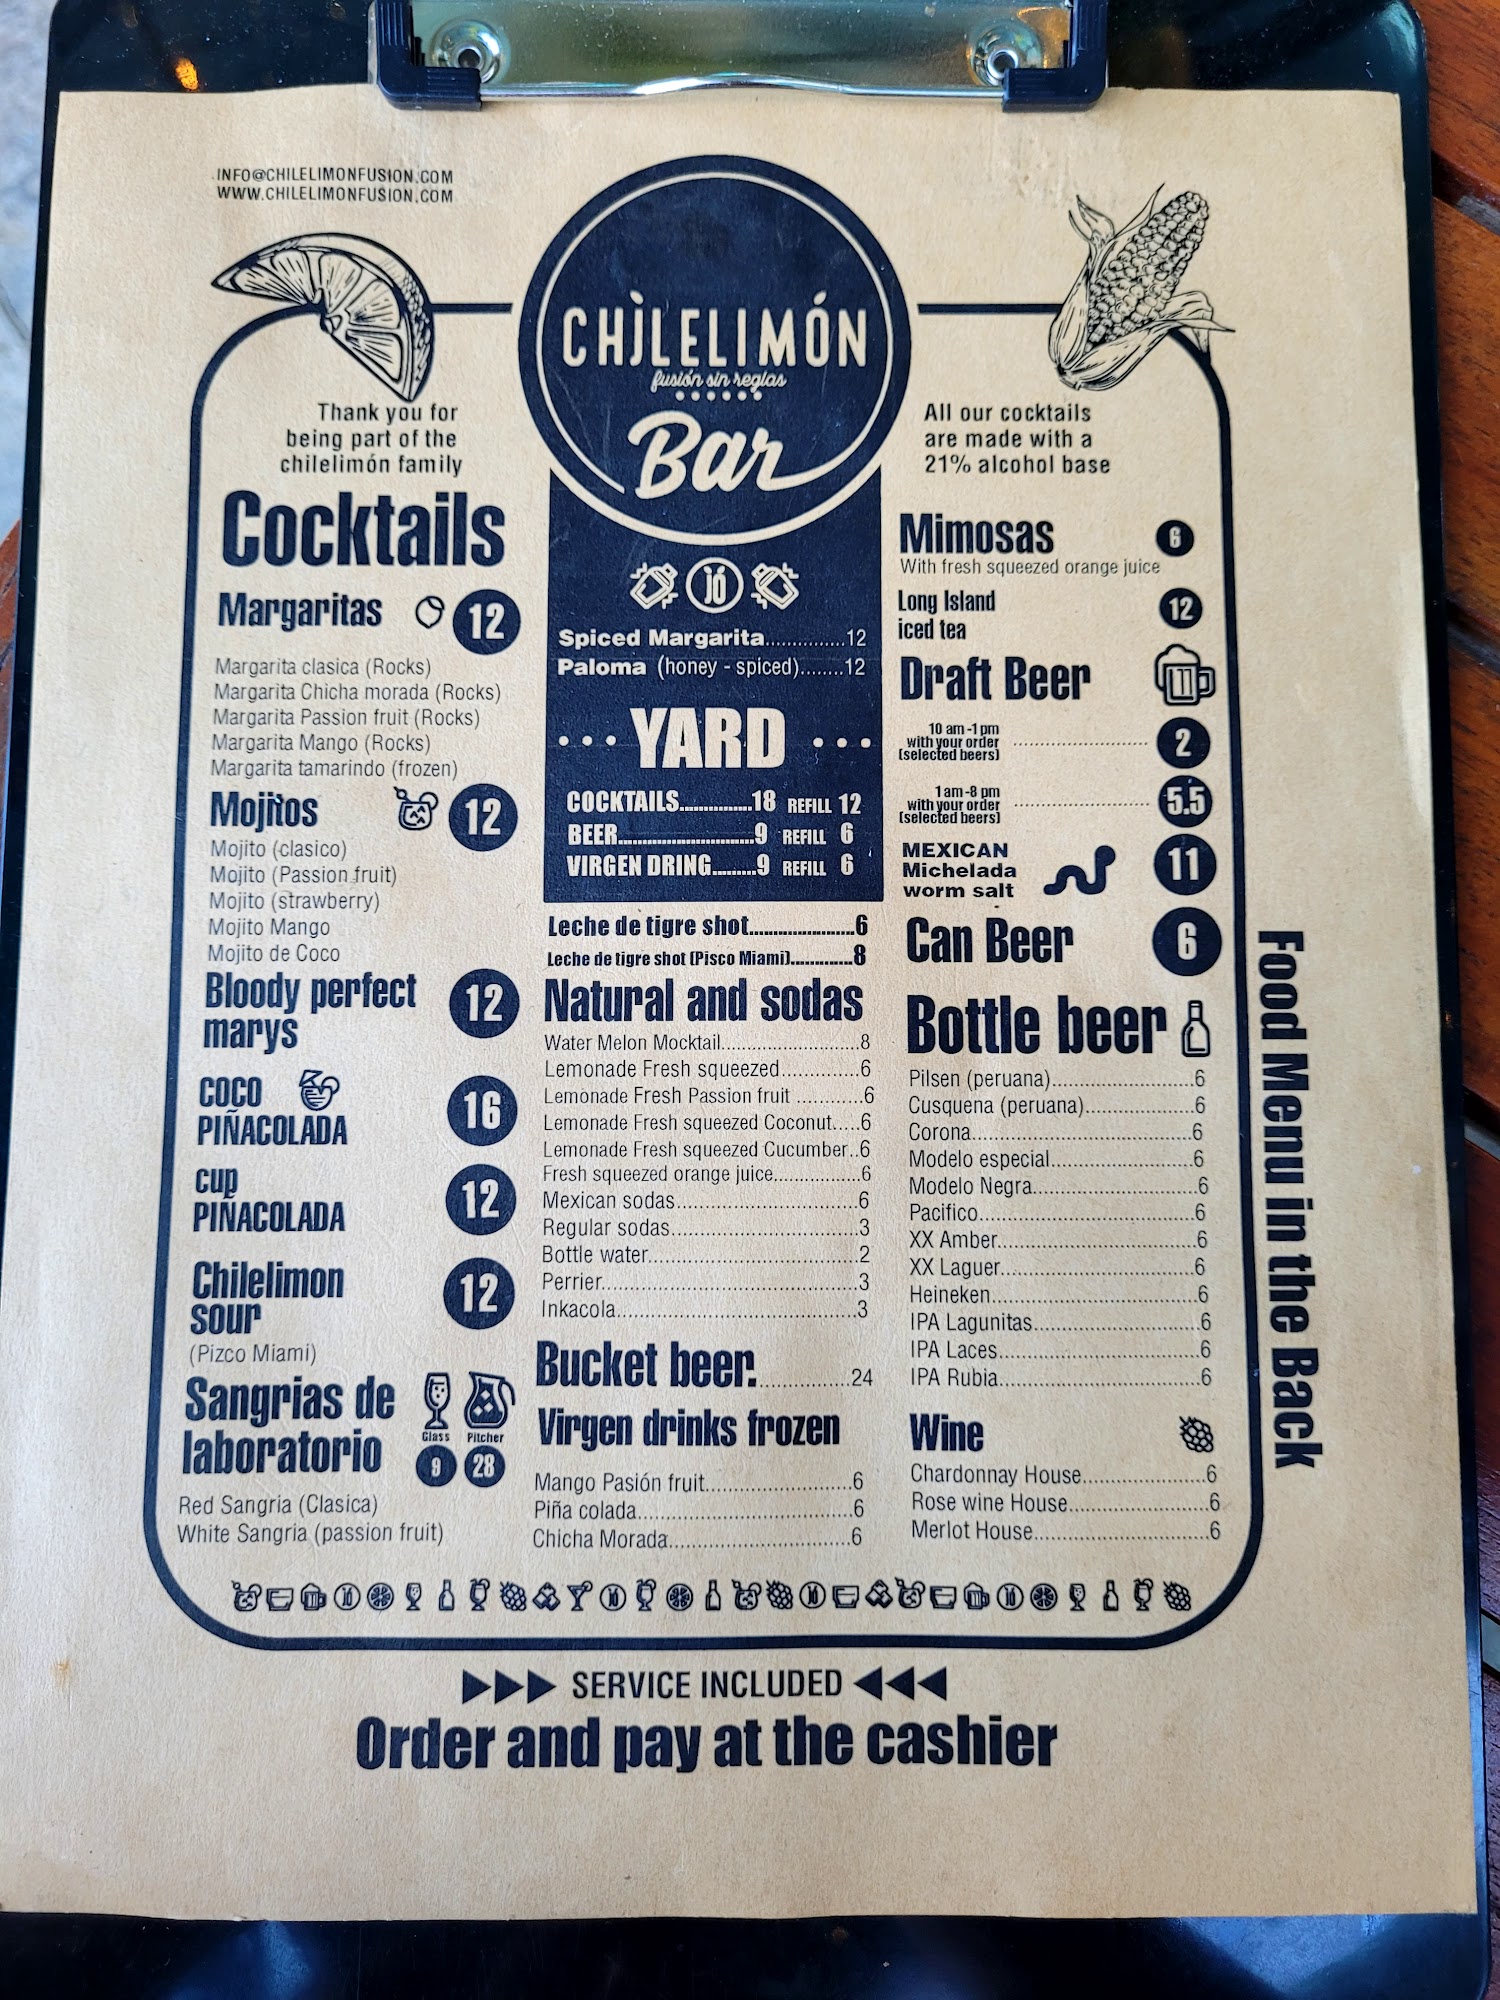 INFO@CHILELIMONFUSION.COM
WWW.CHILELIMONFUSION.COM
CHÌLELIMÓN
fusión sin reglas
Bar
Thank you for
being part of the
chilelimón family
All our cocktails
are made with a
21% alcohol base
Cocktails
Margaritas 12
Margarita clasica (Rocks)
Margarita Chicha morada (Rocks)
Margarita Passion fruit (Rocks)
Margarita Mango (Rocks)
Margarita tamarindo (frozen)
Mojitos 12
Mojito (clasico)
Mojito (Passion fruit)
Mojito (strawberry)
Mojito Mango
Mojito de Coco
Bloody perfect 12
marys
COCO 16
PIÑACOLADA
cup 12
PIÑACOLADA
Chilelimon 12
sour
(Pizco Miami)
Sangrias de
laboratorio
Glass Pitcher
9 28
Red Sangria (Clasica)
White Sangria (passion fruit)
Spiced Margarita...............12
Paloma (honey - spiced)........12
... YARD ...
COCKTAILS..............18 REFILL 12
BEER..........................9 REFILL 6
VIRGEN DRING.........9 REFILL 6
Leche de tigre shot.......................6
Leche de tigre shot (Pisco Miami)..............8
Natural and sodas
Water Melon Mocktail..........................8
Lemonade Fresh squeezed..............6
Lemonade Fresh Passion fruit ............6
Lemonade Fresh squeezed Coconut.....6
Lemonade Fresh squeezed Cucumber..6
Fresh squeezed orange juice................6
Mexican sodas..................................6
Regular sodas...................................3
Bottle water.......................................2
Perrier................................................3
Inkacola.............................................3
Bucket beer. .................24
Virgen drinks frozen
Mango Pasión fruit...........................6
Piña colada........................................6
Chicha Morada..................................6
Mimosas 6
With fresh squeezed orange juice
Long Island 12
iced tea
Draft Beer
10 am -1 pm
with your order ........................ 2
(selected beers)
1 am -8 pm
with your order ........................ 5.5
(selected beers)
MEXICAN
Michelada 11
worm salt
Can Beer 6
Bottle beer
Pilsen (peruana)..........................6
Cusquena (peruana)....................6
Corona.........................................6
Modelo especial..........................6
Modelo Negra..............................6
Pacifico........................................6
XX Amber.....................................6
XX Laguer....................................6
Heineken......................................6
IPA Lagunitas...............................6
IPA Laces.....................................6
IPA Rubia.....................................6
Wine
Chardonnay House......................6
Rose wine House..........................6
Merlot House................................6
Food Menu in the Back
SERVICE INCLUDED
Order and pay at the cashier